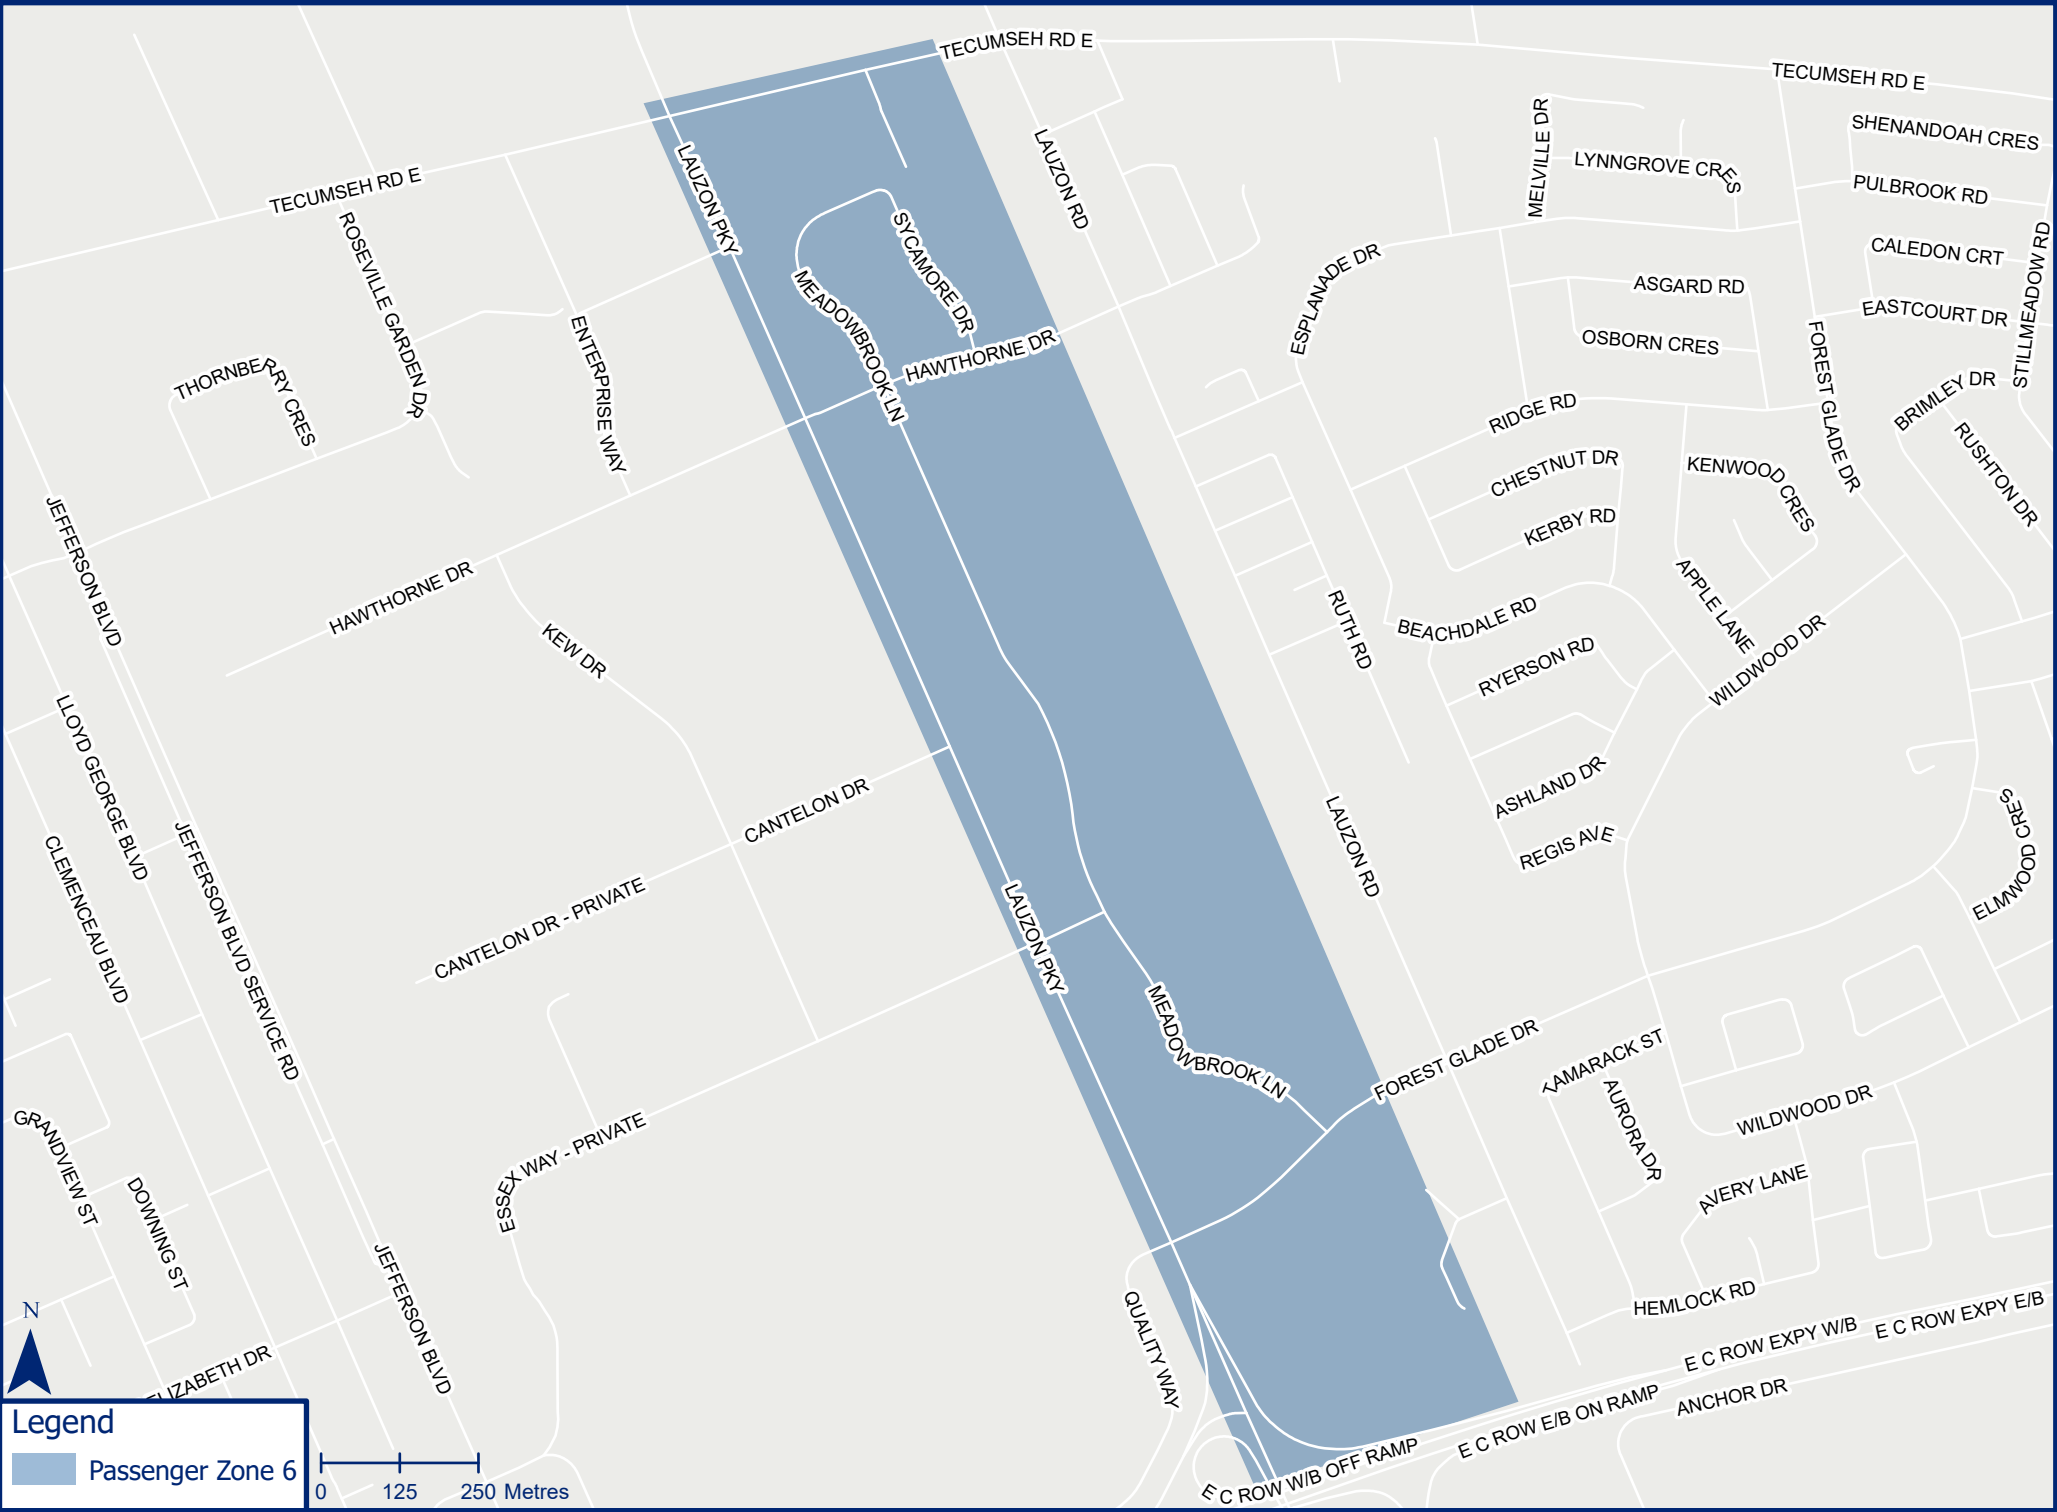 TECUMSEH RD E
TECUMSEH RD E
SHENANDOAH CRES
MELVILLE DR
LYNNGROVE CRES
LAUZON PKY
LAUZON RD
TECUMSEH RD E
PULBROOK RD
ROSEVILLE GARDEN DR
SYCAMORE DR
STILLMEADOW RD
CALEDON CRT
ESPLANADE DR
ASGARD RD
MEADOWBROOK LN
EASTCOURT DR
ENTERPRISE WAY
HAWTHORNE DR
OSBORN CRES
FOREST GLADE DR
THORNBERRY CRES
BRIMLEY DR
RIDGE RD
RUSHTON DR
CHESTNUT DR
KENWOOD CRES
JEFFERSON BLVD
KERBY RD
HAWTHORNE DR
APPLE LANE
BEACHDALE RD
RUTH RD
KEW DR
WILDWOOD DR
RYERSON RD
LLOYD GEORGE BLVD
CANTELON DR
ASHLAND DR
ELMWOOD CRES
LAUZON RD
REGIS AVE
CLEMENCEAU BLVD
JEFFERSON BLVD SERVICE RD
CANTELON DR - PRIVATE
LAUZON PKY
MEADOWBROOK LN
FOREST GLADE DR
TAMARACK ST
AURORA DR
WILDWOOD DR
GRANDVIEW ST
ESSEX WAY - PRIVATE
AVERY LANE
DOWNING ST
JEFFERSON BLVD
QUALITY WAY
HEMLOCK RD
E C ROW EXPY W/B
E C ROW EXPY E/B
ELIZABETH DR
ANCHOR DR
E C ROW E/B ON RAMP
E C ROW W/B OFF RAMP
N
Legend
Passenger Zone 6
0 125 250 Metres